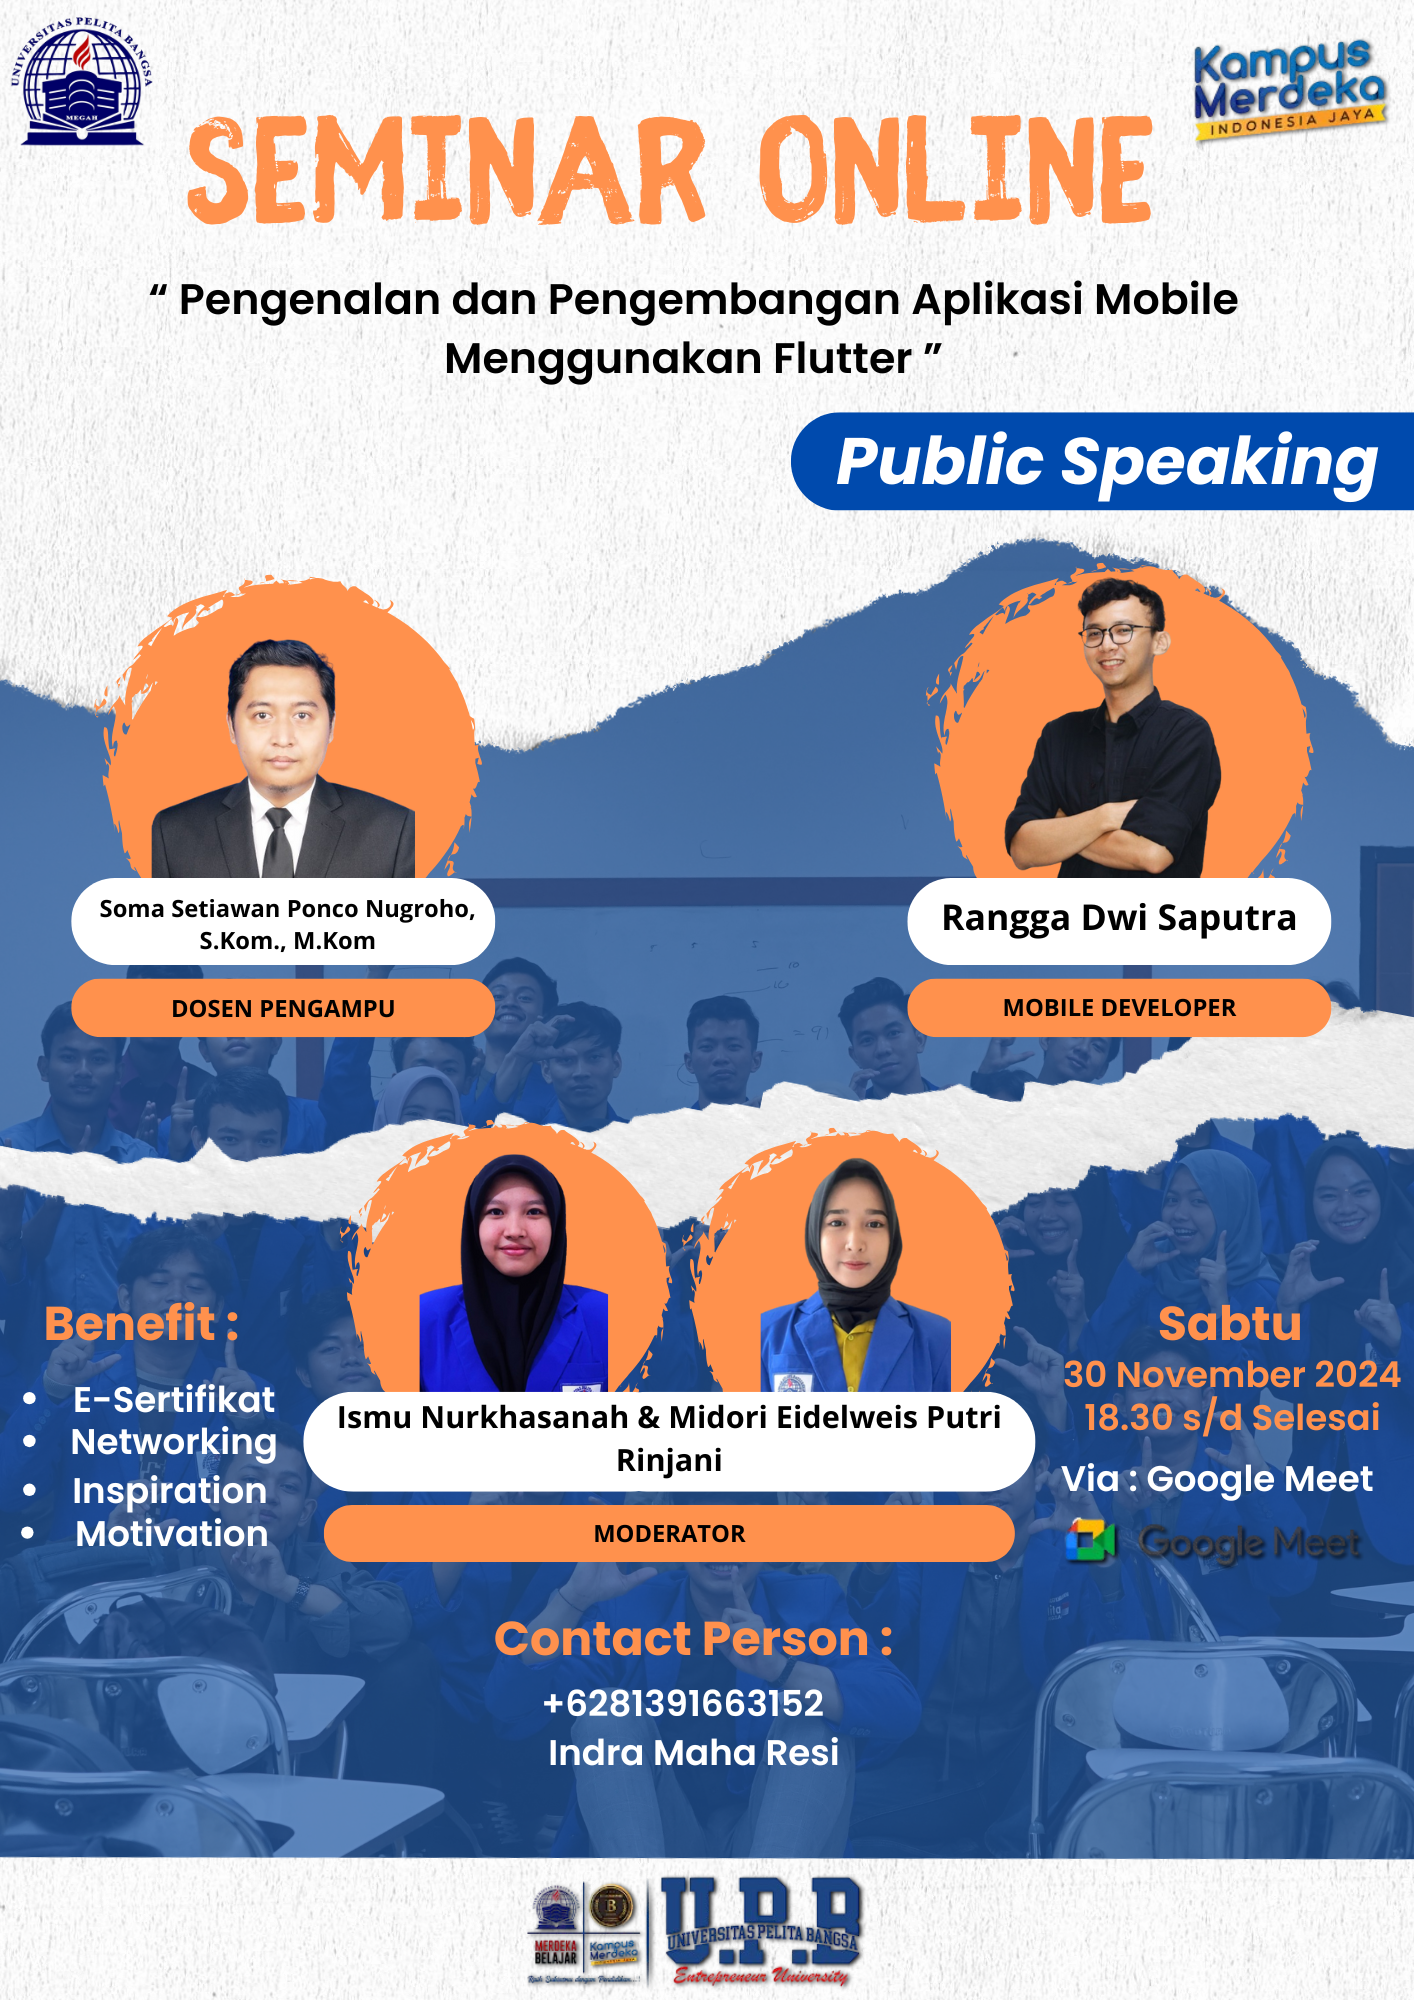 UNIVERSITAS PELITA BANGSA
MEGAH
Kampus
Merdeka
INDONESIA JAYA
SEMINAR ONLINE
“ Pengenalan dan Pengembangan Aplikasi Mobile
Menggunakan Flutter ”
Public Speaking
Soma Setiawan Ponco Nugroho,
S.Kom., M.Kom
DOSEN PENGAMPU
Rangga Dwi Saputra
MOBILE DEVELOPER
Benefit :
• E-Sertifikat
• Networking
• Inspiration
• Motivation
Ismu Nurkhasanah & Midori Eidelweis Putri
Rinjani
MODERATOR
Sabtu
30 November 2024
18.30 s/d Selesai
Via : Google Meet
Google Meet
Contact Person :
+6281391663152
Indra Maha Resi
B
MERDEKA
BELAJAR
Kampus
Merdeka
U.P.B
UNIVERSITAS PELITA BANGSA
Entrepreneur University